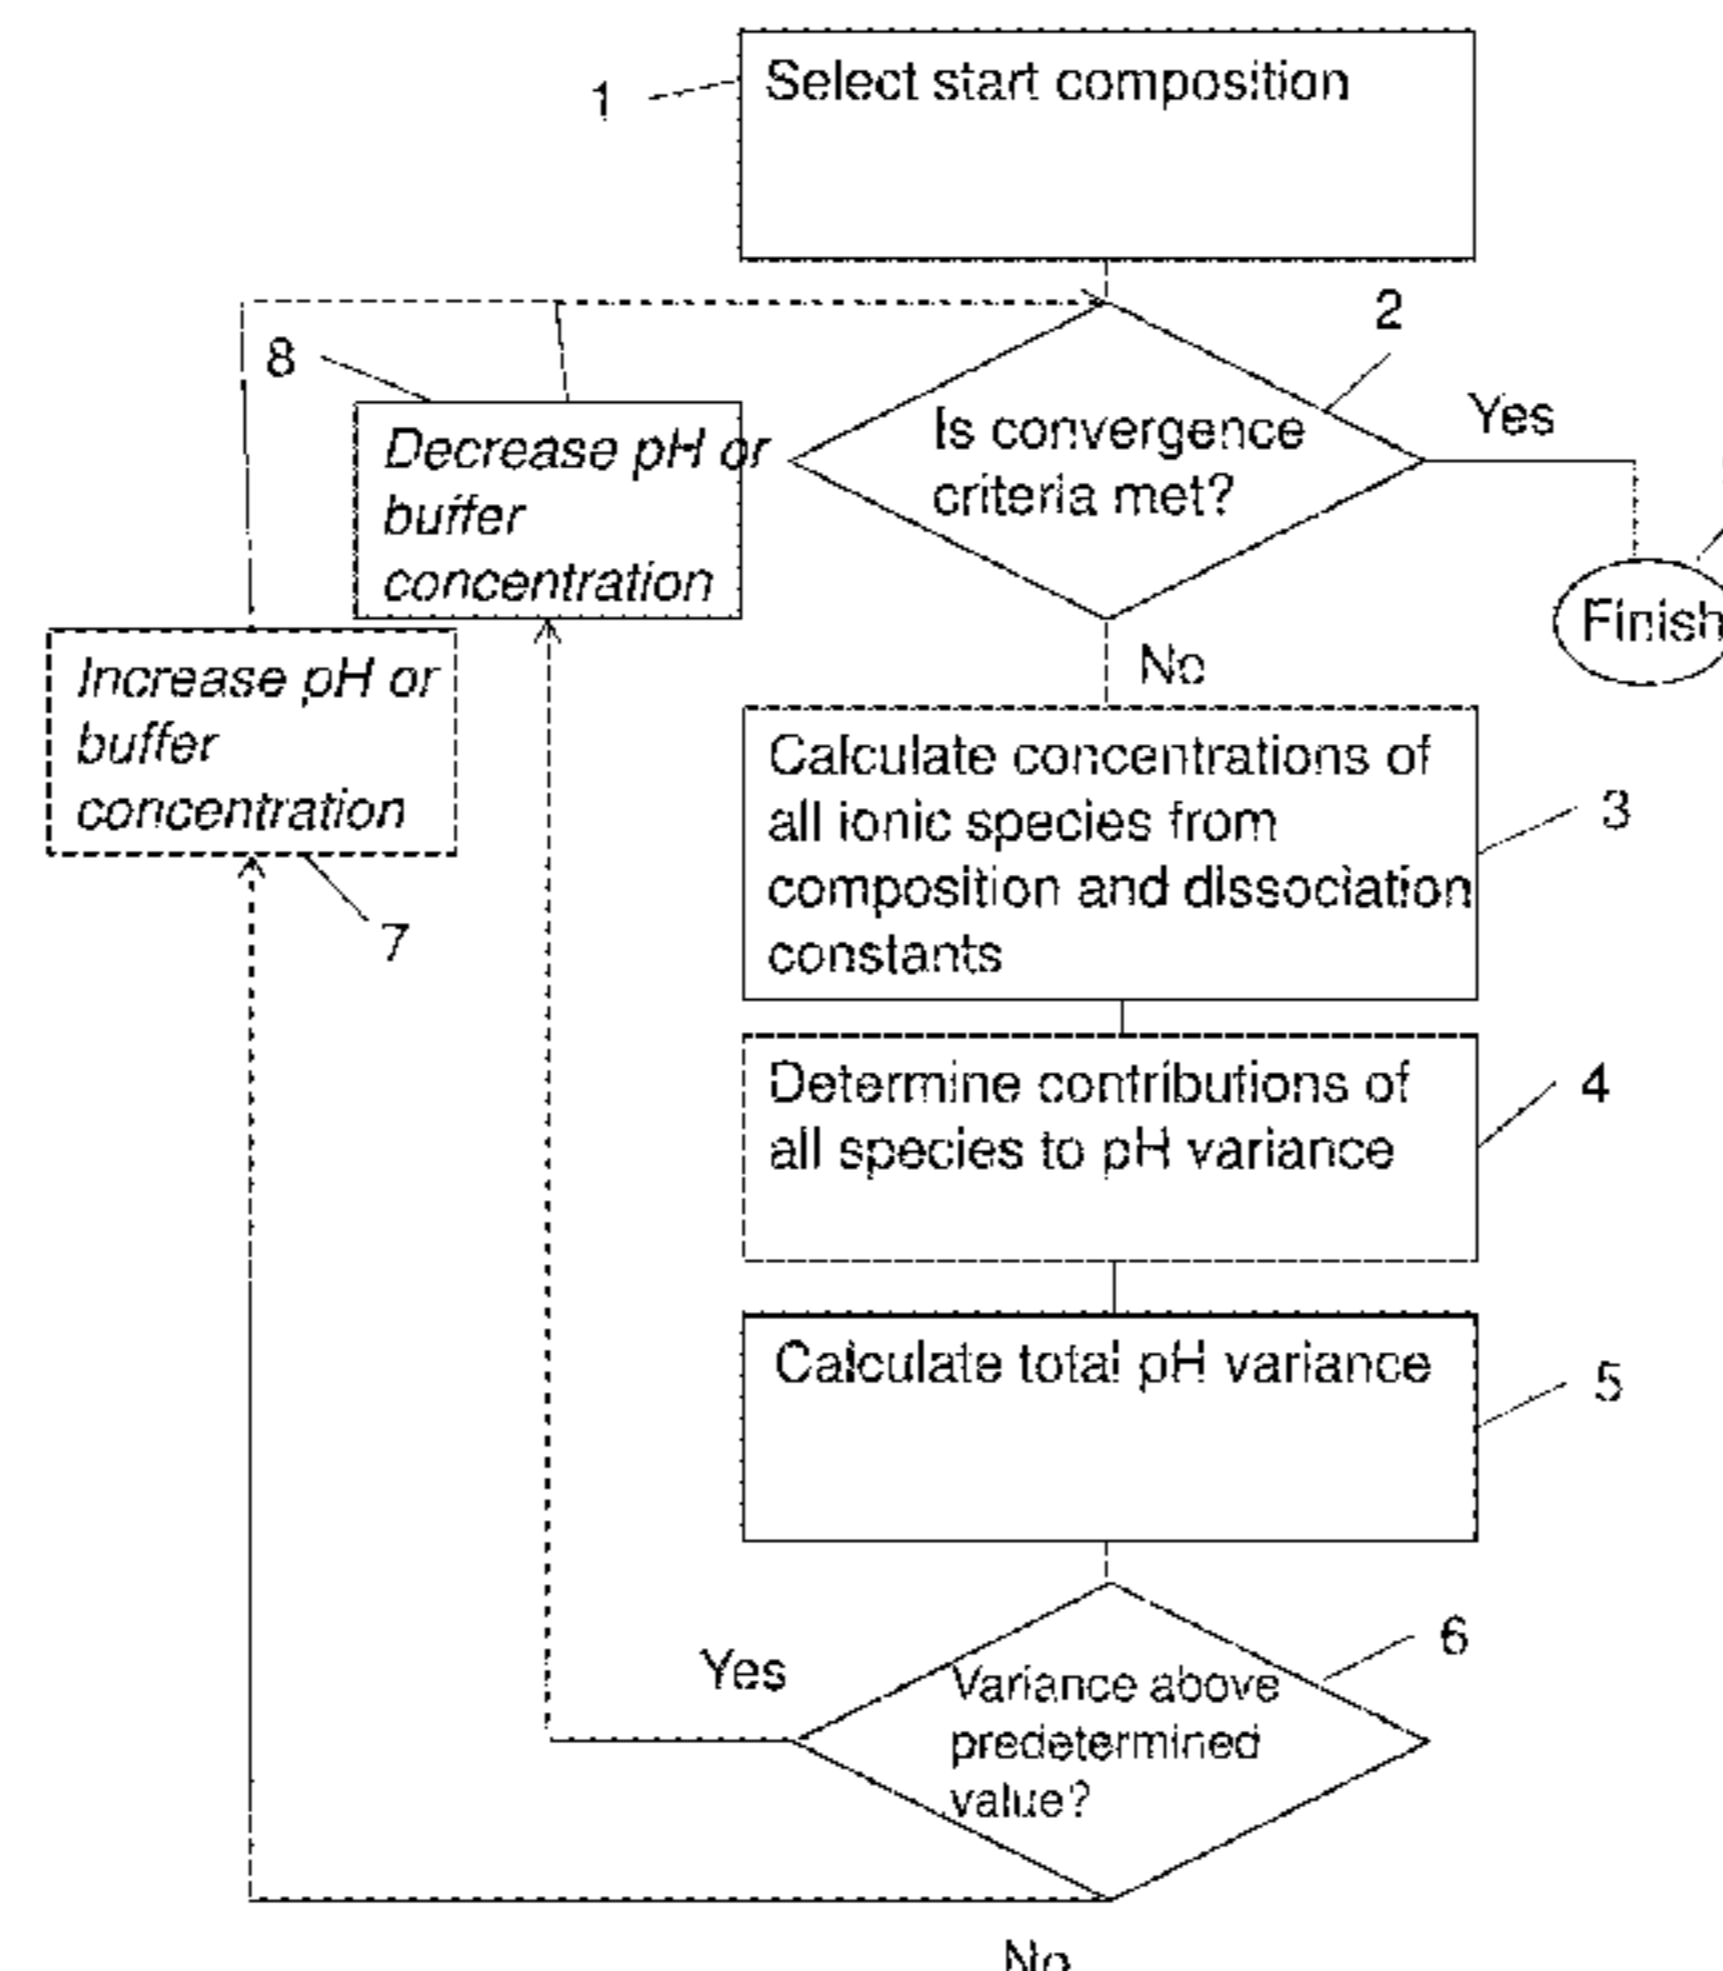 1
Select start composition
2
8
Yes
Decrease pH or
buffer
concentration
Is convergence
criteria met?
Finish
No
Increase pH or
buffer
concentration
7
Calculate concentrations of
all ionic species from
composition and dissociation
constants
3
Determine contributions of
all species to pH variance
4
Calculate total pH variance
5
6
Yes
Variance above
predetermined
value?
No